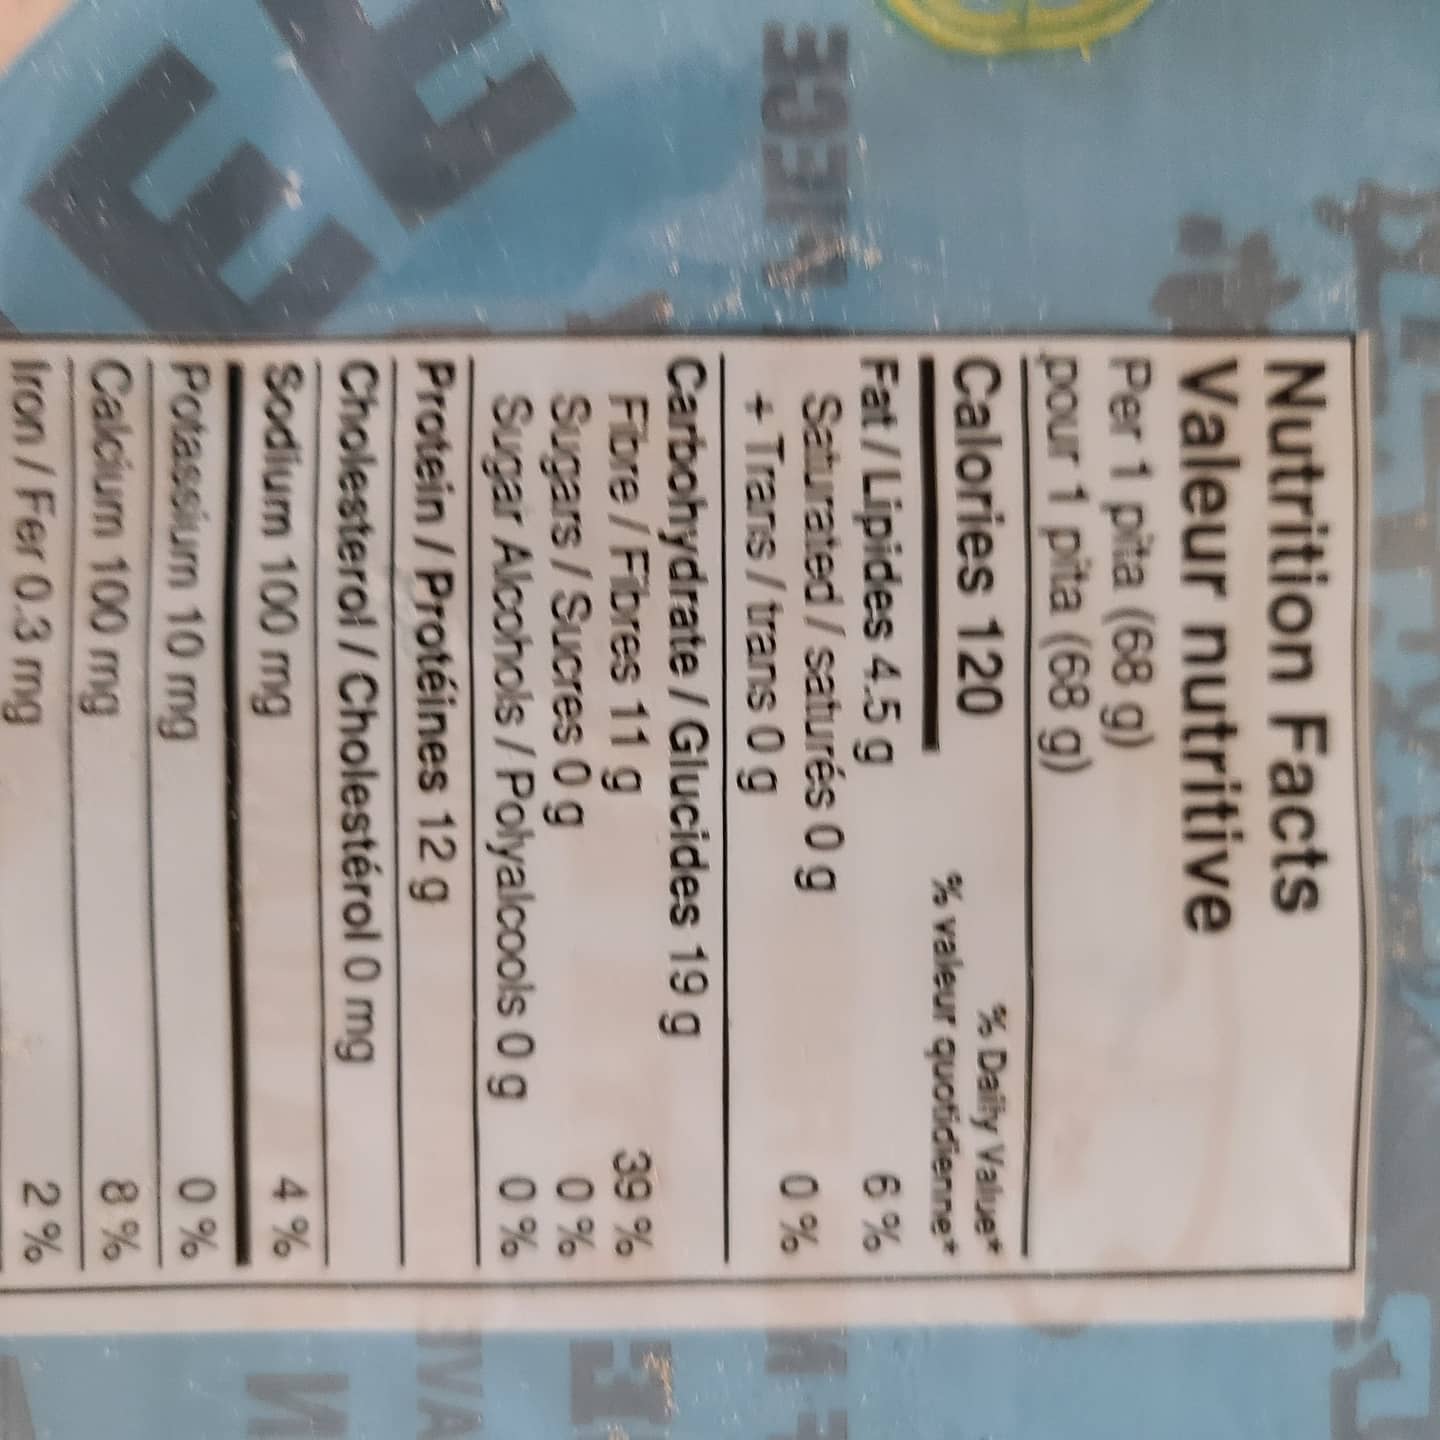 Nutrition Facts
Valeur nutritive
Per 1 pita (68 g)
pour 1 pita (68 g)
Calories 120
% Daily Value*
% valeur quotidienne*
Fat / Lipides 4.5 g 6 %
Saturated / saturés 0 g
+ Trans / trans 0 g 0 %
Carbohydrate / Glucides 19 g
Fibre / Fibres 11 g 39 %
Sugars / Sucres 0 g 0 %
Sugar Alcohols / Polyalcools 0 g 0 %
Protein / Protéines 12 g
Cholesterol / Cholestérol 0 mg
Sodium 100 mg 4 %
Potassium 10 mg 0 %
Calcium 100 mg 8 %
Iron / Fer 0.3 mg 2 %